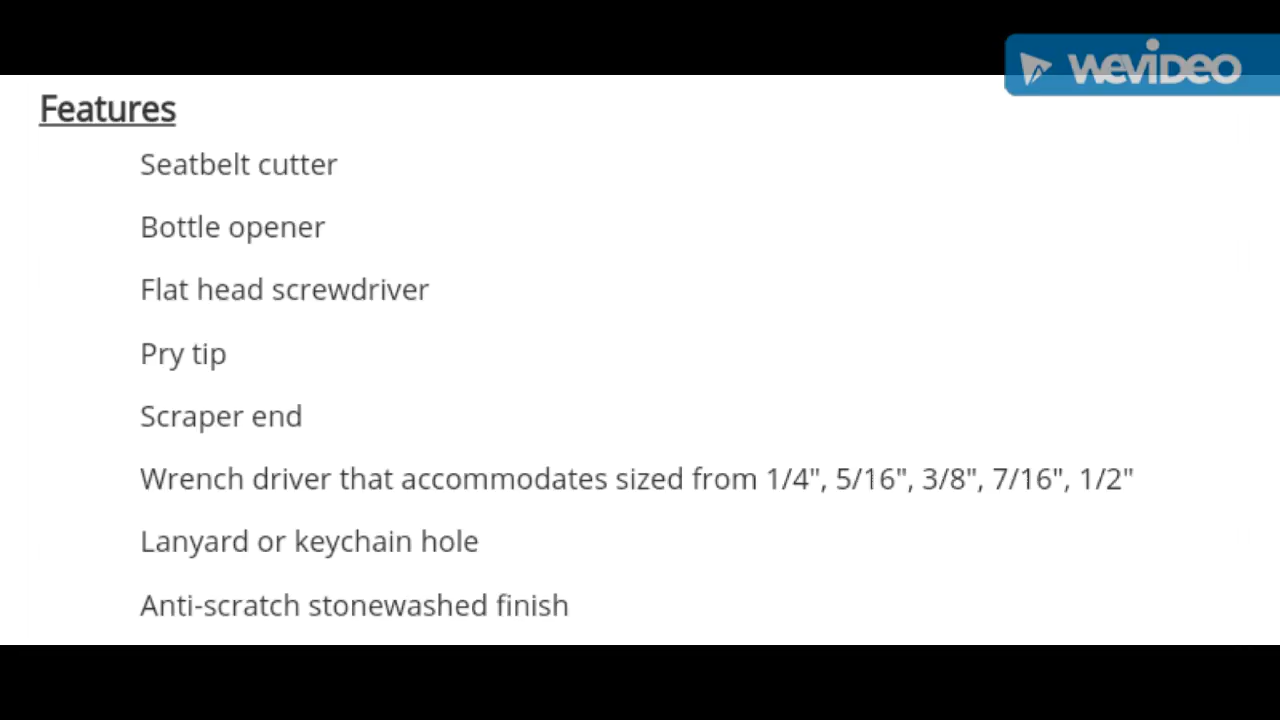 WeVideo
Features
Seatbelt cutter
Bottle opener
Flat head screwdriver
Pry tip
Scraper end
Wrench driver that accommodates sized from 1/4", 5/16", 3/8", 7/16", 1/2"
Lanyard or keychain hole
Anti-scratch stonewashed finish